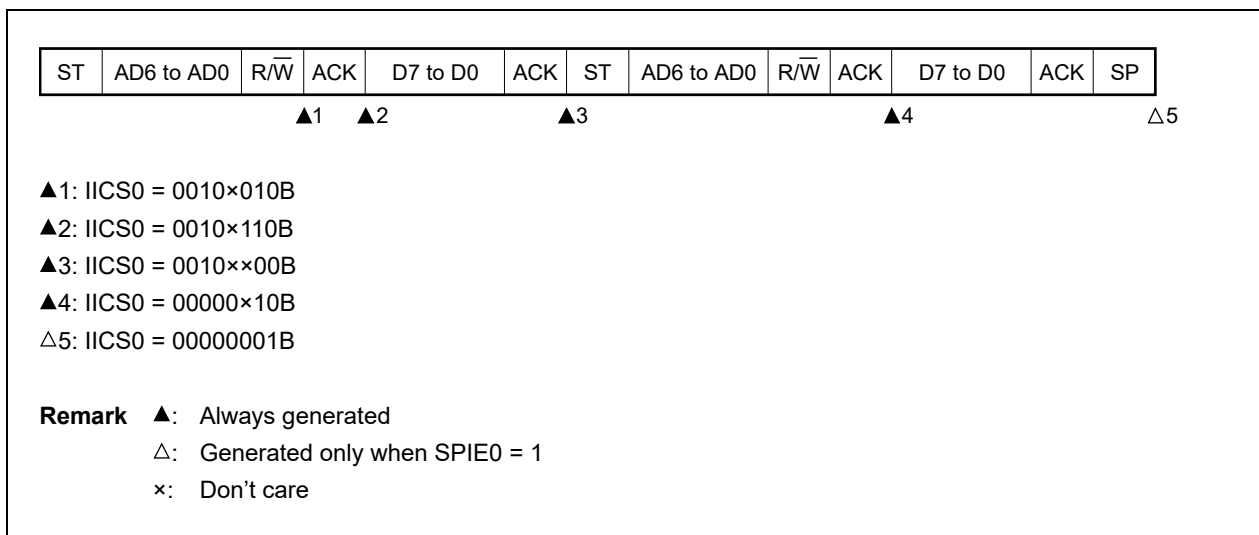 ST AD6 to AD0 R/W̅ ACK D7 to D0 ACK ST AD6 to AD0 R/W̅ ACK D7 to D0 ACK SP
▲1 ▲2 ▲3 ▲4 △5
▲1: IICS0 = 0010×010B
▲2: IICS0 = 0010×110B
▲3: IICS0 = 0010××00B
▲4: IICS0 = 00000×10B
△5: IICS0 = 00000001B
Remark ▲: Always generated
△: Generated only when SPIE0 = 1
×: Don't care